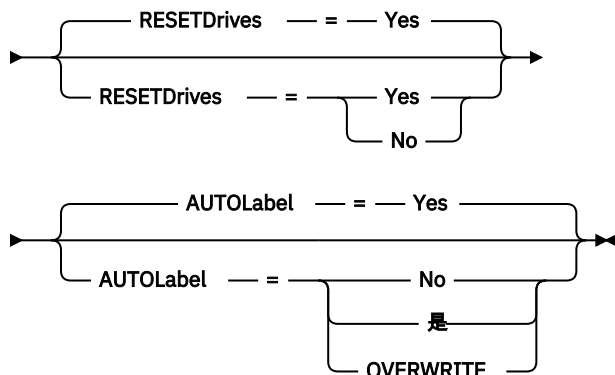 RESETDrives = Yes
RESETDrives = Yes
No
AUTOLabel = Yes
AUTOLabel = No
是
OVERWRITE